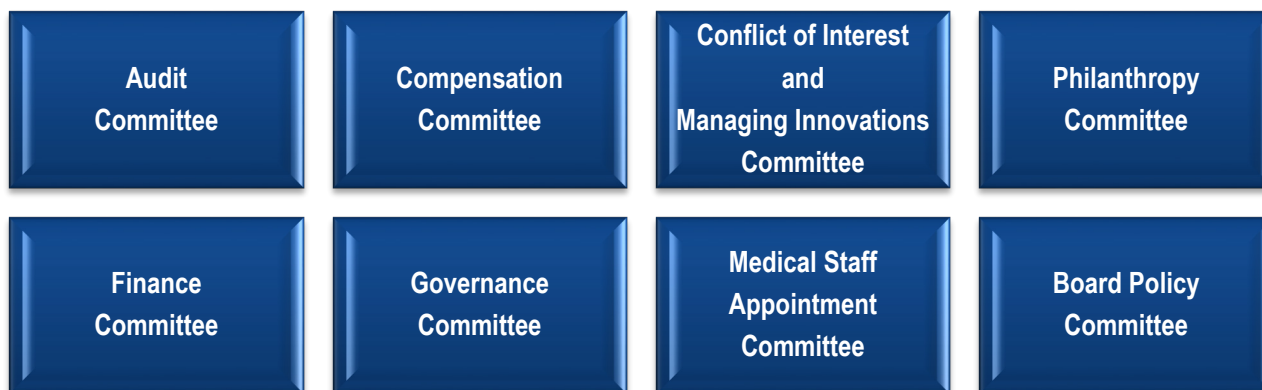 Audit
Committee
Compensation
Committee
Conflict of Interest
and
Managing Innovations
Committee
Philanthropy
Committee
Finance
Committee
Governance
Committee
Medical Staff
Appointment
Committee
Board Policy
Committee